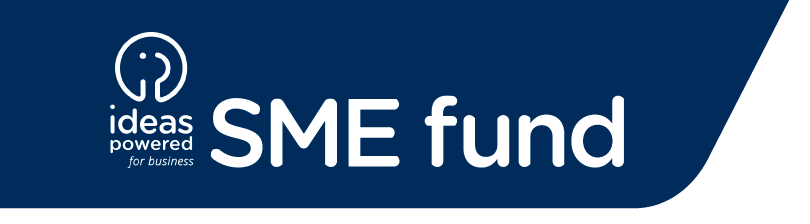 ideas
powered
for business
SME fund